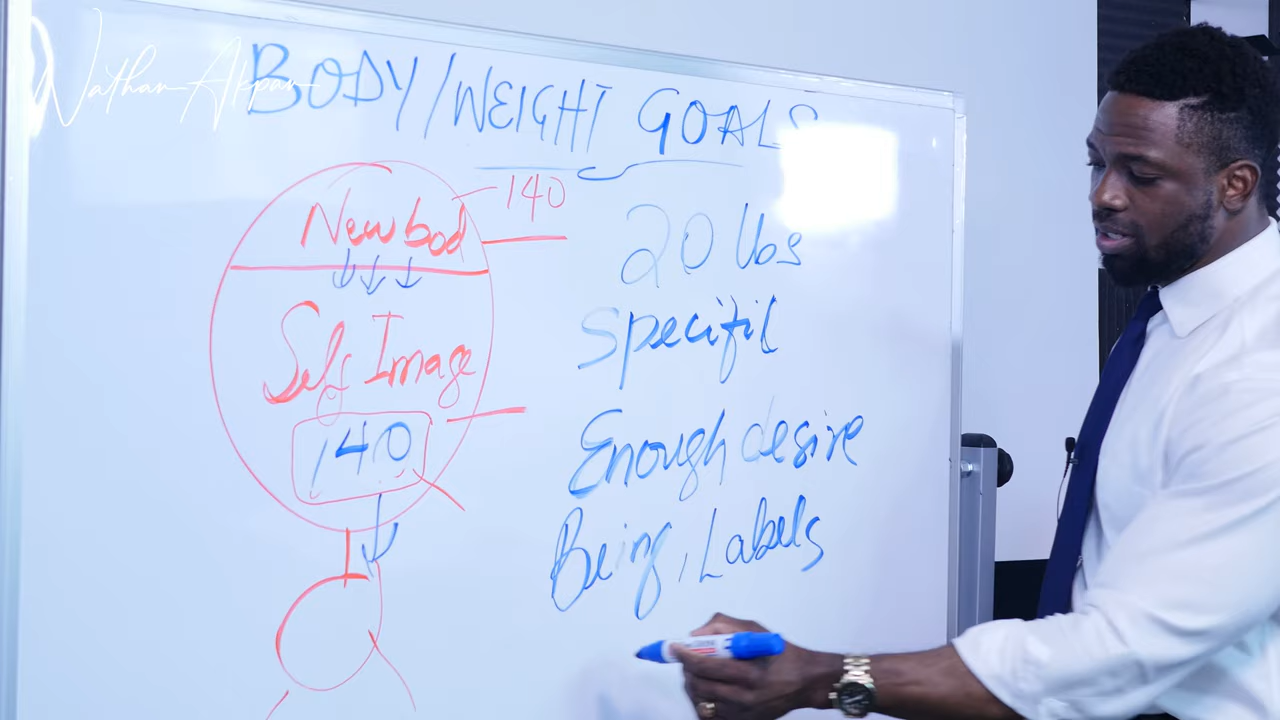 Nathan Akpan
BODY/WEIGHT GOALS
New bod
140
Self Image
140
20 lbs
Specific
Enough desire
Being, Labels